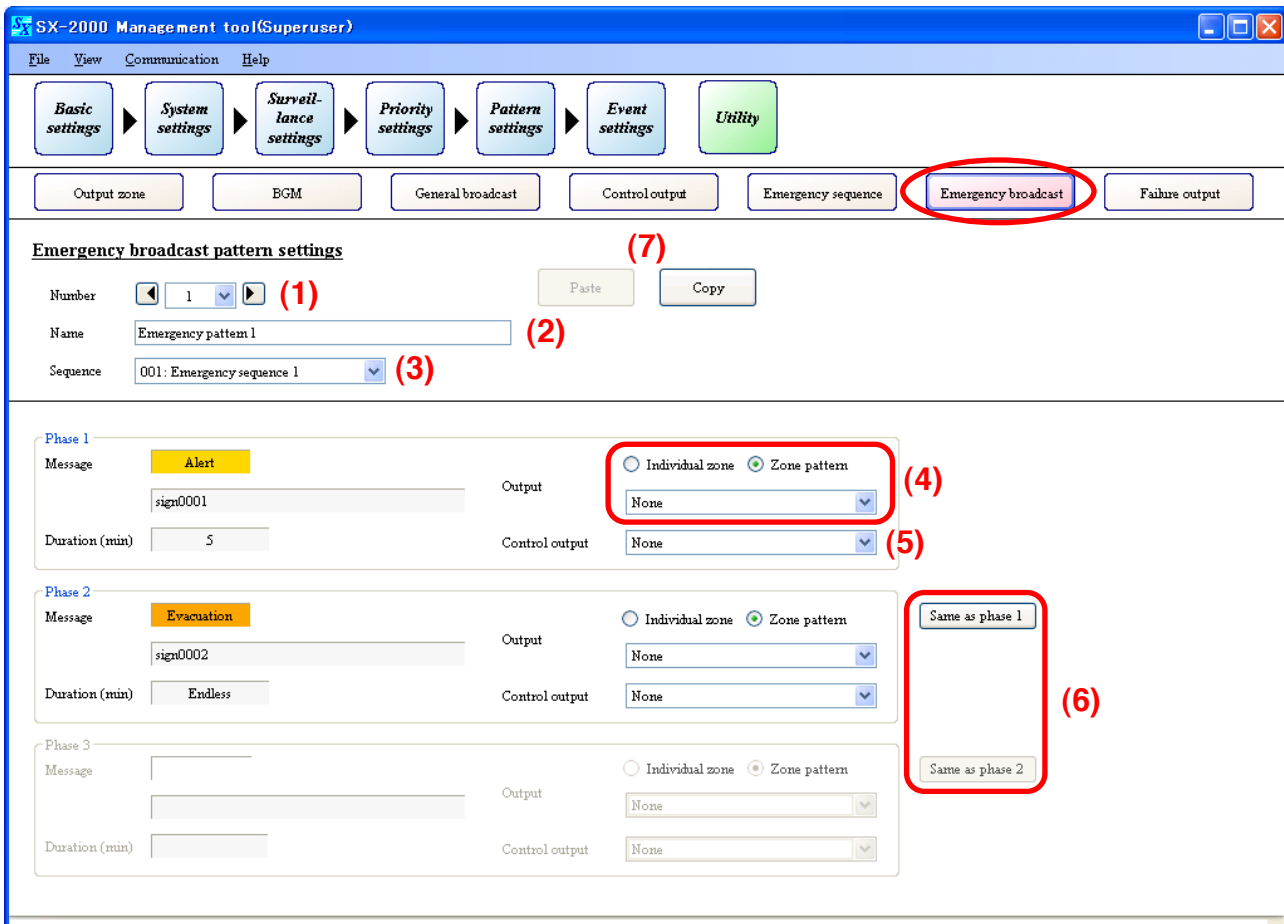 SX SX-2000 Management tool(Superuser)
File View Communication Help
Basic settings
System settings
Surveil-lance settings
Priority settings
Pattern settings
Event settings
Utility
Output zone BGM General broadcast Control output Emergency sequence Emergency broadcast Failure output
Emergency broadcast pattern settings
(7)
Number 1 (1) Paste Copy
Name Emergency pattern 1 (2)
Sequence 001: Emergency sequence 1 (3)
Phase 1
Message Alert
sign0001
Duration (min) 5
Output Individual zone Zone pattern
None (4)
Control output None (5)
Phase 2
Message Evacuation
sign0002
Duration (min) Endless
Output Individual zone Zone pattern
None
Control output None
Same as phase 1
(6)
Phase 3
Message
Duration (min)
Output Individual zone Zone pattern
None
Control output None
Same as phase 2